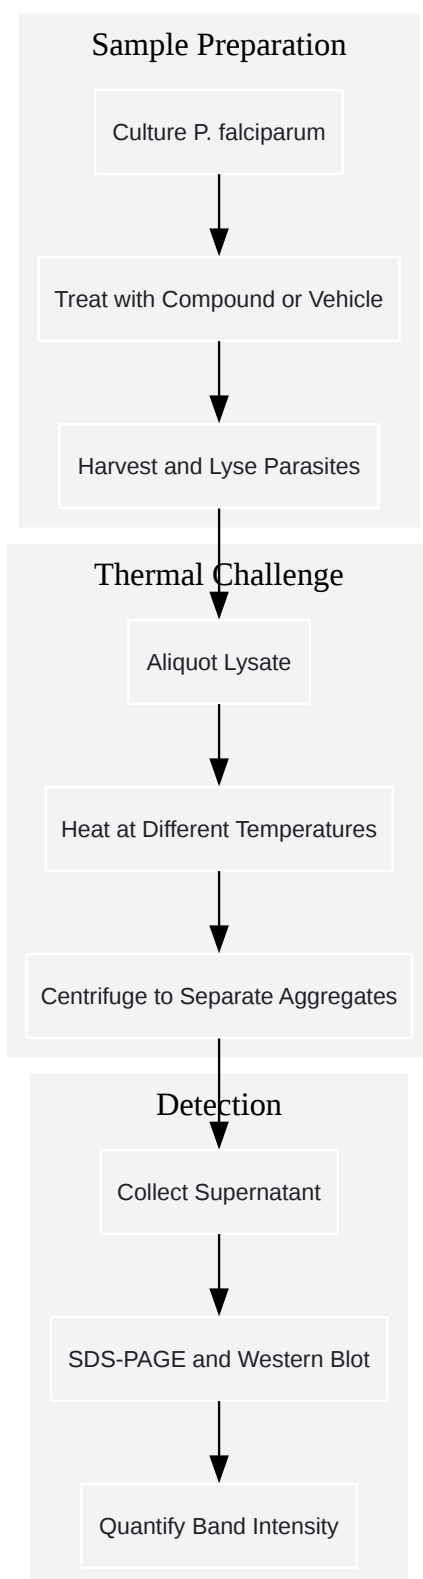 Sample Preparation
Culture P. falciparum
Treat with Compound or Vehicle
Harvest and Lyse Parasites
Thermal Challenge
Aliquot Lysate
Heat at Different Temperatures
Centrifuge to Separate Aggregates
Detection
Collect Supernatant
SDS-PAGE and Western Blot
Quantify Band Intensity